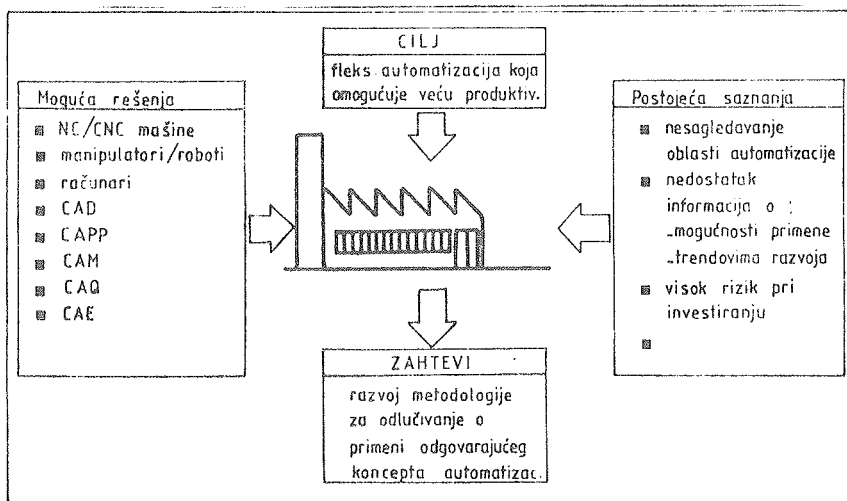 CILJ
fleks automatizacija koja
omogućuje veću produktiv.
Moguća rešenja
NC/CNC mašine
manipulatori/roboti
računari
CAD
CAPP
CAM
CAQ
CAE
Postojeća saznanja
nesagledavanje
oblasti automatizacije
nedostatak
informacija o :
-mogućnosti primene
-trendovima razvoja
visok rizik pri
investiranju
ZAHTEVI
razvoj metodologije
za odlučivanje o
primeni odgovarajućeg
koncepta automatizac.